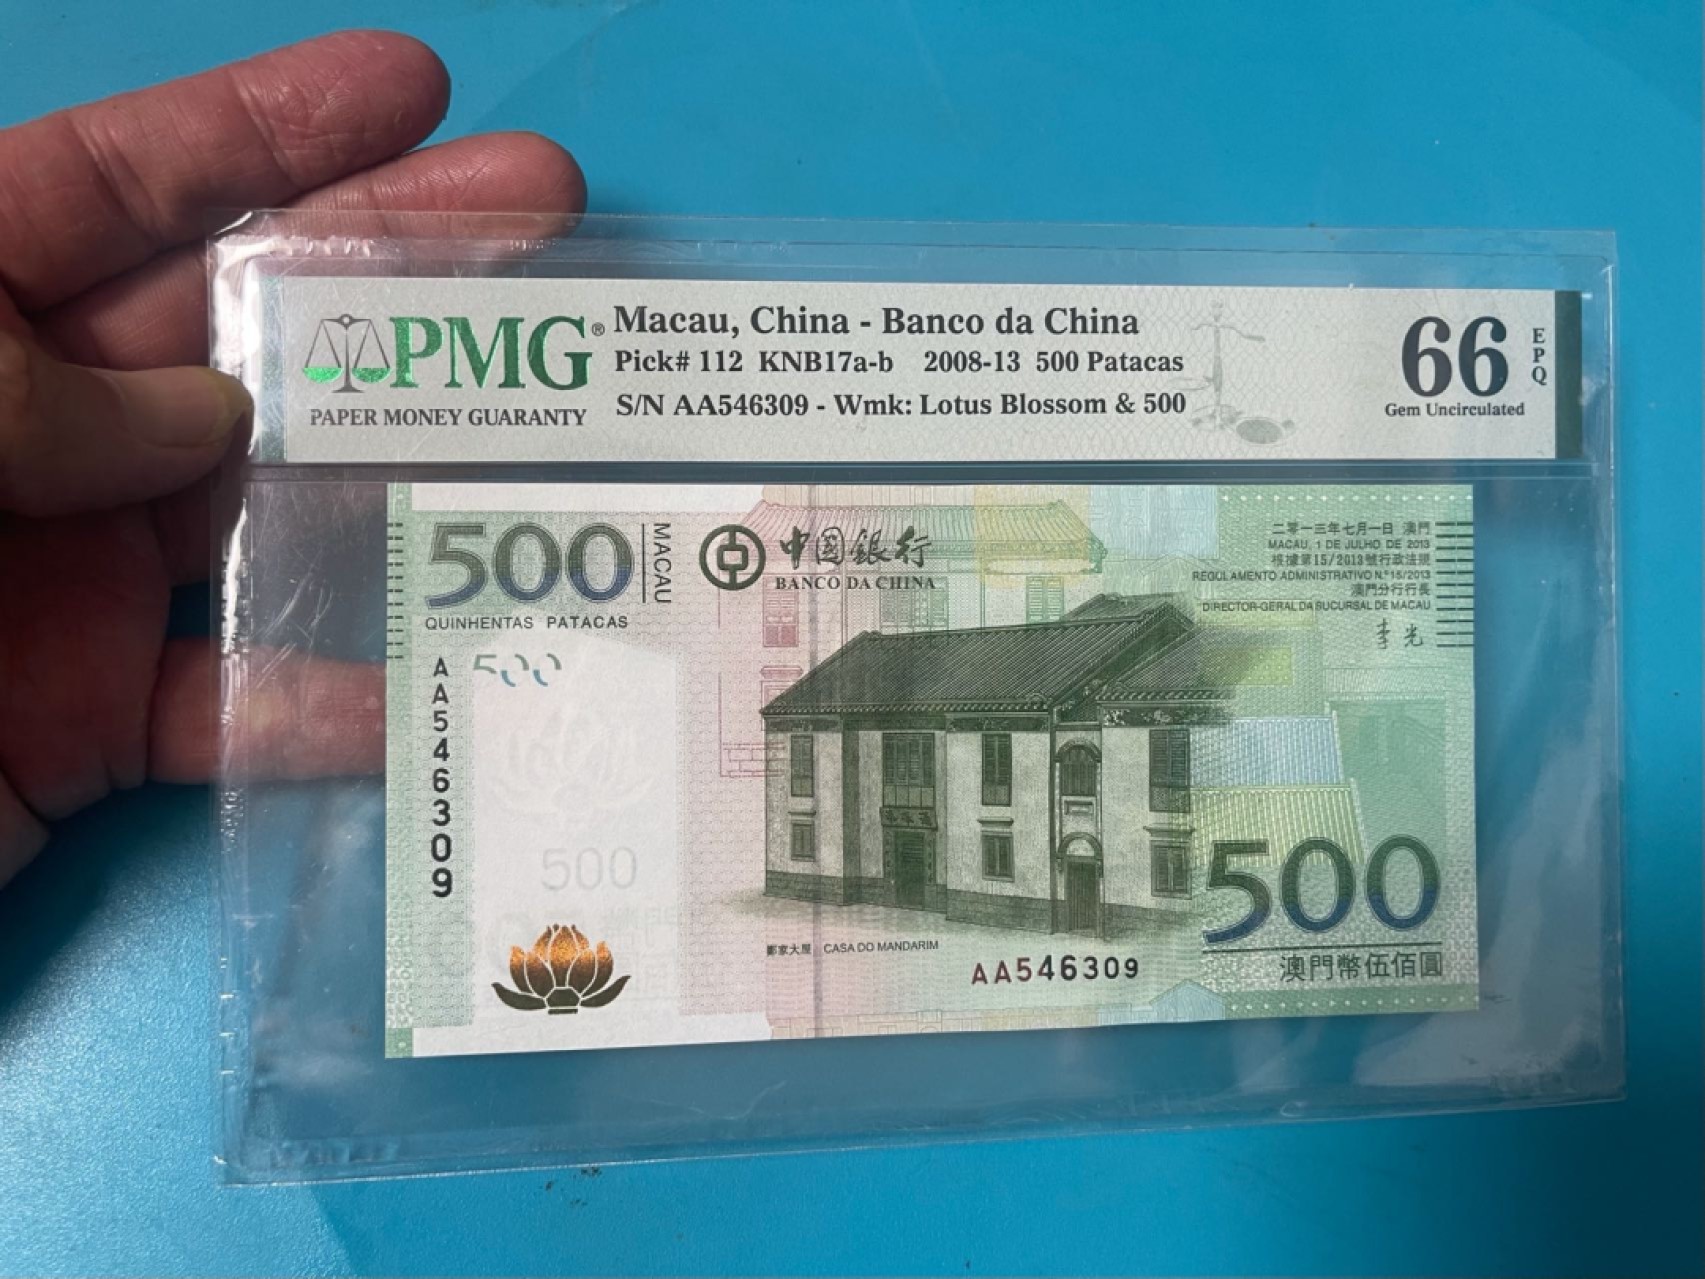 PMG®
PAPER MONEY GUARANTY
Macau, China - Banco da China
Pick# 112 KNB17a-b 2008-13 500 Patacas
S/N AA546309 - Wmk: Lotus Blossom & 500
66
EPQ
Gem Uncirculated
500
MACAU
QUINHENTAS PATACAS
中國銀行
BANCO DA CHINA
二零一三年七月一日 澳門
MACAU, 1 DE JULHO DE 2013
根據第15/2013號行政法規
REGULAMENTO ADMINISTRATIVO N.º 15/2013
澳門分行行長
DIRECTOR-GERAL DA SUCURSAL DE MACAU
AA546309
500
500
鄭家大屋 CASA DO MANDARIM
AA546309
500
澳門幣伍佰圓